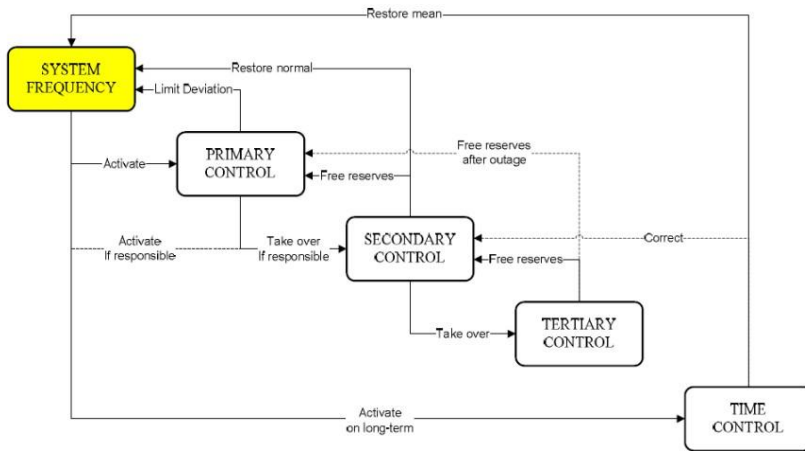 Restore mean
SYSTEM
FREQUENCY
Restore normal
Limit Deviation
PRIMARY
CONTROL
Free reserves
after outage
Activate
Free reserves
Activate
If responsible
Take over
If responsible
SECONDARY
CONTROL
Correct
Free reserves
Take over
TERTIARY
CONTROL
Activate
on long-term
TIME
CONTROL